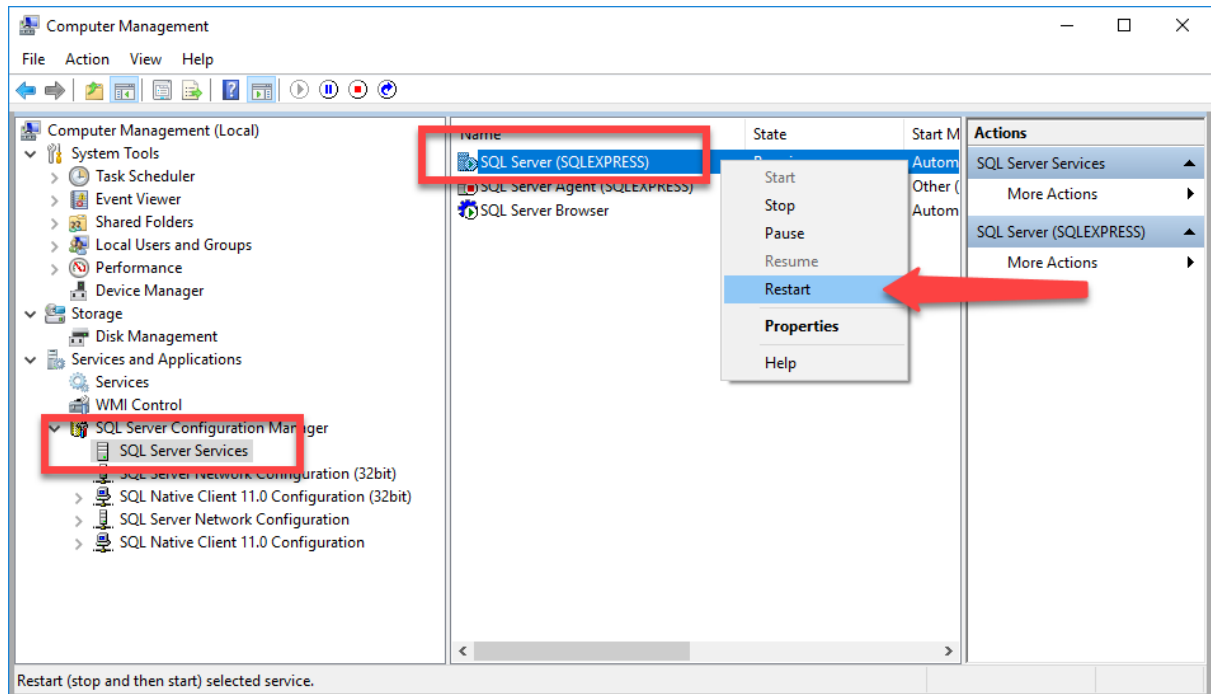 Computer Management
File Action View Help
Computer Management (Local)
System Tools
Task Scheduler
Event Viewer
Shared Folders
Local Users and Groups
Performance
Device Manager
Storage
Disk Management
Services and Applications
Services
WMI Control
SQL Server Configuration Manager
SQL Server Services
SQL Server Network Configuration (32bit)
SQL Native Client 11.0 Configuration (32bit)
SQL Server Network Configuration
SQL Native Client 11.0 Configuration
Name State Start M
SQL Server (SQLEXPRESS) Autom
SQL Server Agent (SQLEXPRESS) Other (
SQL Server Browser Autom
Start
Stop
Pause
Resume
Restart
Properties
Help
Actions
SQL Server Services
More Actions
SQL Server (SQLEXPRESS)
More Actions
Restart (stop and then start) selected service.